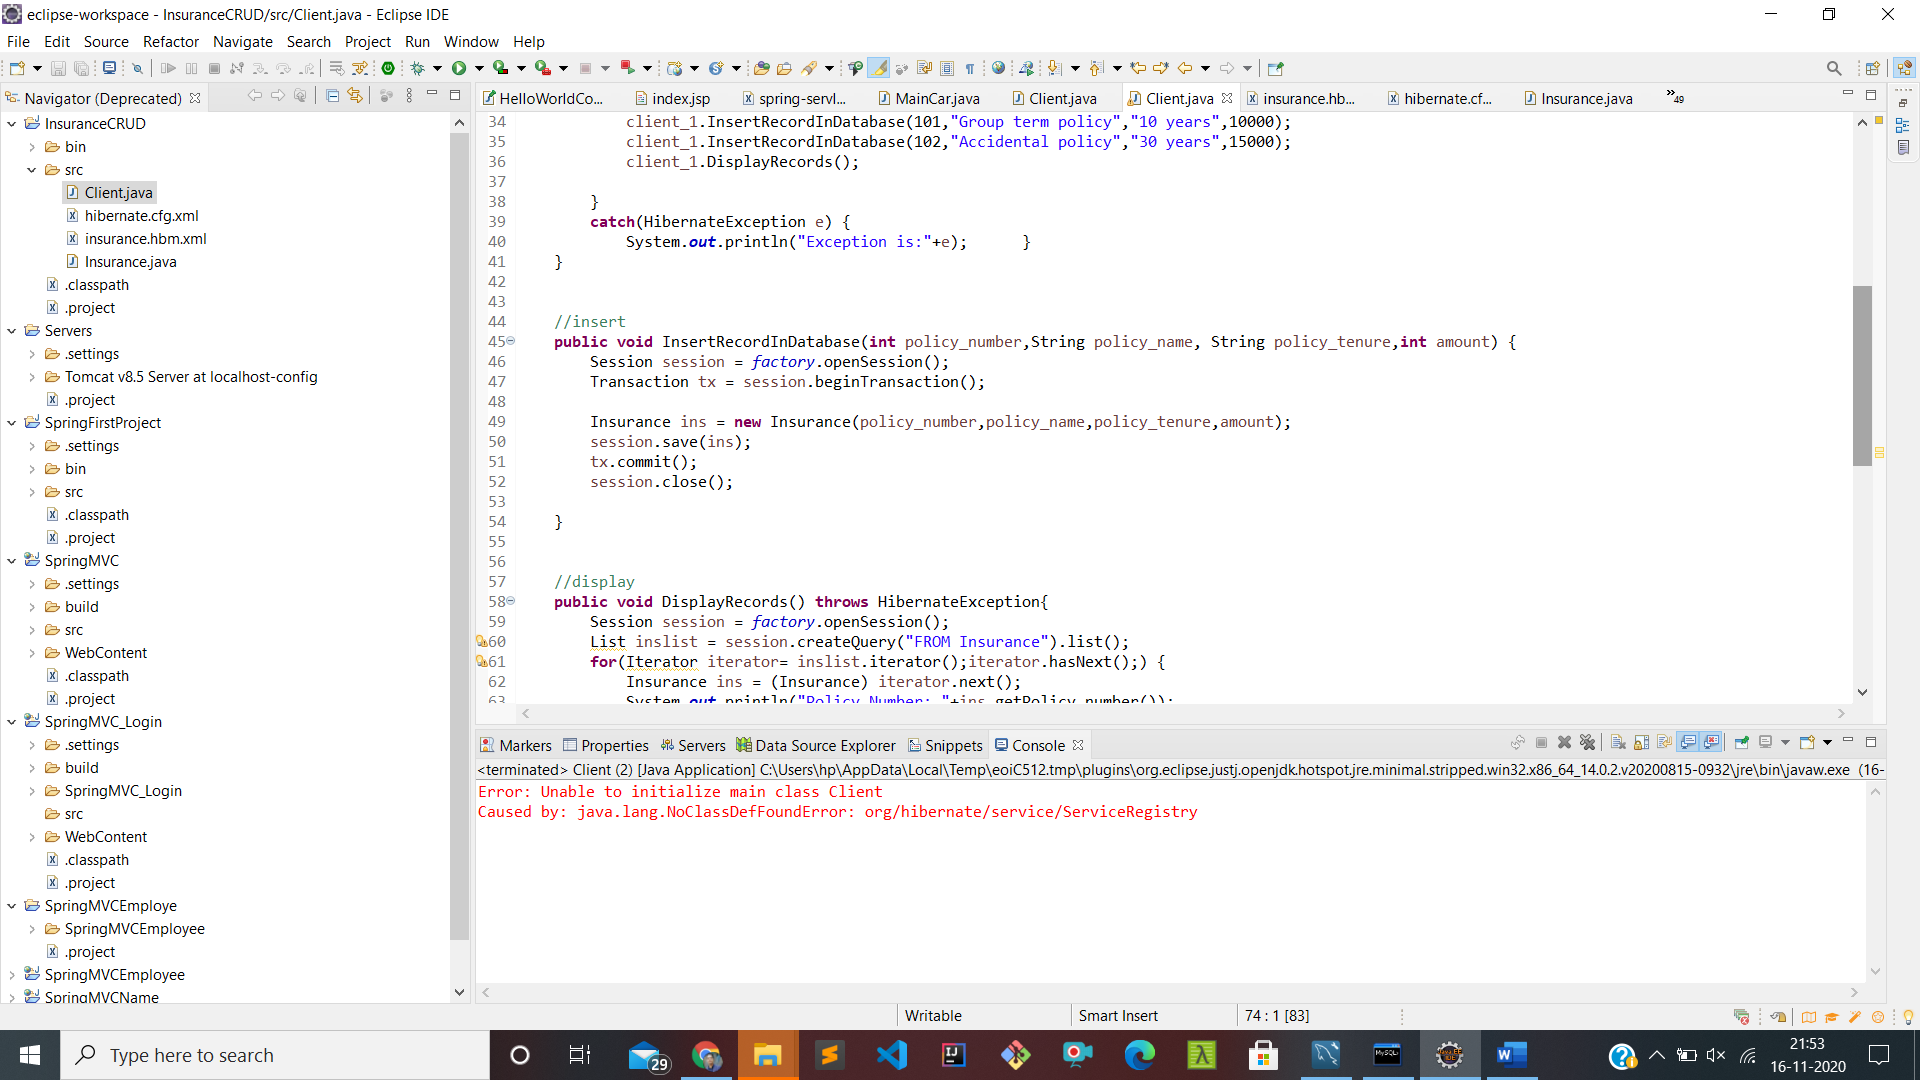 eclipse-workspace - InsuranceCRUD/src/Client.java - Eclipse IDE
File Edit Source Refactor Navigate Search Project Run Window Help
Navigator (Deprecated)
InsuranceCRUD
bin
src
Client.java
hibernate.cfg.xml
insurance.hbm.xml
Insurance.java
.classpath
.project
Servers
.settings
Tomcat v8.5 Server at localhost-config
.project
SpringFirstProject
.settings
bin
src
.classpath
.project
SpringMVC
.settings
build
src
WebContent
.classpath
.project
SpringMVC_Login
.settings
build
SpringMVC_Login
src
WebContent
.classpath
.project
SpringMVCEmploye
SpringMVCEmployee
.project
SpringMVCEmployee
SpringMVCName
HelloWorldCo... index.jsp spring-servl... MainCar.java Client.java Client.java insurance.hb... hibernate.cf... Insurance.java »49
34 client_1.InsertRecordInDatabase(101,"Group term policy","10 years",10000);
35 client_1.InsertRecordInDatabase(102,"Accidental policy","30 years",15000);
36 client_1.DisplayRecords();
37
38 }
39 catch(HibernateException e) {
40 System.out.println("Exception is:"+e); }
41 }
42
43
44 //insert
45 public void InsertRecordInDatabase(int policy_number,String policy_name, String policy_tenure,int amount) {
46 Session session = factory.openSession();
47 Transaction tx = session.beginTransaction();
48
49 Insurance ins = new Insurance(policy_number,policy_name,policy_tenure,amount);
50 session.save(ins);
51 tx.commit();
52 session.close();
53
54 }
55
56
57 //display
58 public void DisplayRecords() throws HibernateException{
59 Session session = factory.openSession();
60 List inslist = session.createQuery("FROM Insurance").list();
61 for(Iterator iterator= inslist.iterator();iterator.hasNext();) {
62 Insurance ins = (Insurance) iterator.next();
63 System.out.println("Policy Number: "+ins.getPolicy_number());
Markers Properties Servers Data Source Explorer Snippets Console
<terminated> Client (2) [Java Application] C:\Users\hp\AppData\Local\Temp\eoiC512.tmp\plugins\org.eclipse.justj.openjdk.hotspot.jre.minimal.stripped.win32.x86_64_14.0.2.v20200815-0932\jre\bin\javaw.exe (16-
Error: Unable to initialize main class Client
Caused by: java.lang.NoClassDefFoundError: org/hibernate/service/ServiceRegistry
Writable Smart Insert 74 : 1 [83]
Type here to search
29
21:53
16-11-2020